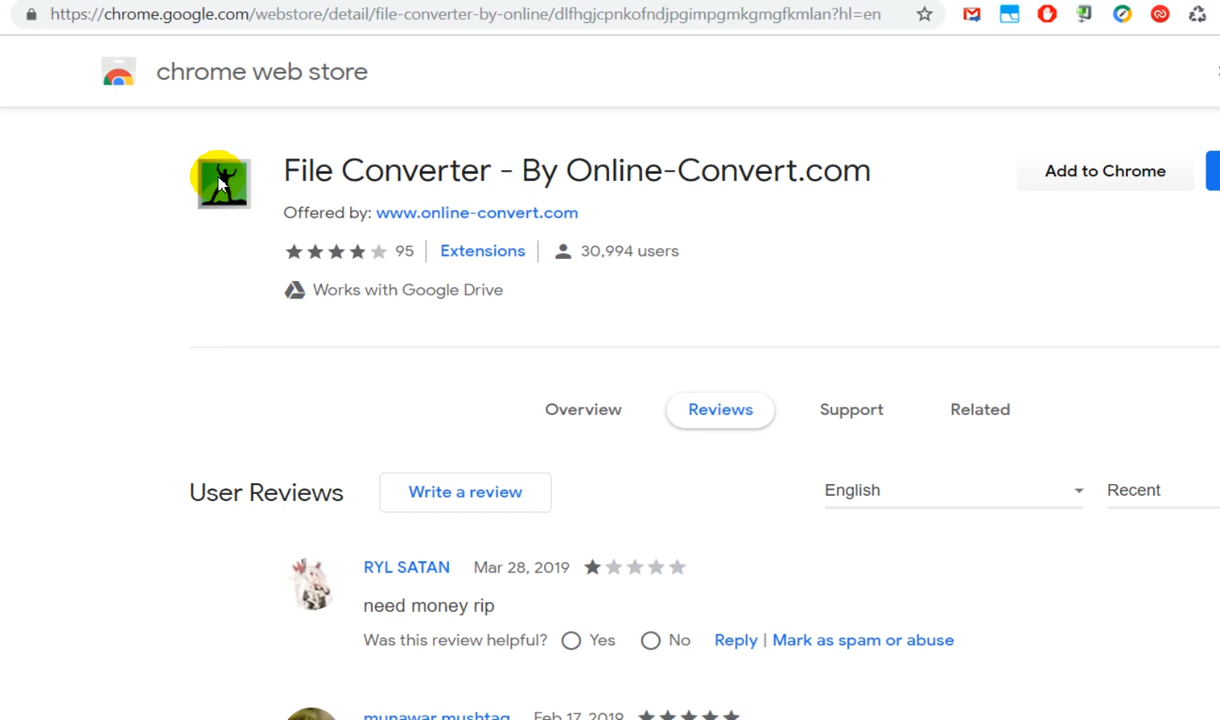 https://chrome.google.com/webstore/detail/file-converter-by-online/dlfhgjcpnkofndjpgimpgmkgmgfkmlan?hl=en
chrome web store
File Converter - By Online-Convert.com
Add to Chrome
Offered by: www.online-convert.com
95 | Extensions | 30,994 users
Works with Google Drive
Overview Reviews Support Related
User Reviews Write a review English Recent
RYL SATAN Mar 28, 2019
need money rip
Was this review helpful? Yes No Reply | Mark as spam or abuse
munawar mushtaq Feb 17, 2019